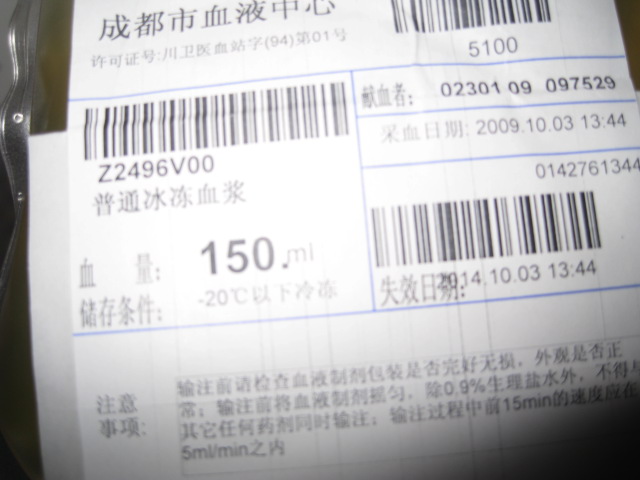 成都市血液中心
许可证号:川卫医血站字(94)第01号
5100
献血者: 02301 09 097529
采血日期: 2009.10.03 13:44
Z2496V00
普通冰冻血浆
0142761344
血 量: 150.ml
储存条件: -20℃以下冷冻
失效日期: 2014.10.03 13:44
注意事项:
输注前请检查血液制剂包装是否完好无损,外观是否正
常;输注前将血液制剂摇匀,除0.9%生理盐水外,不得与
其它任何药剂同时输注;输注过程中前15min的速度应在
5ml/min之内